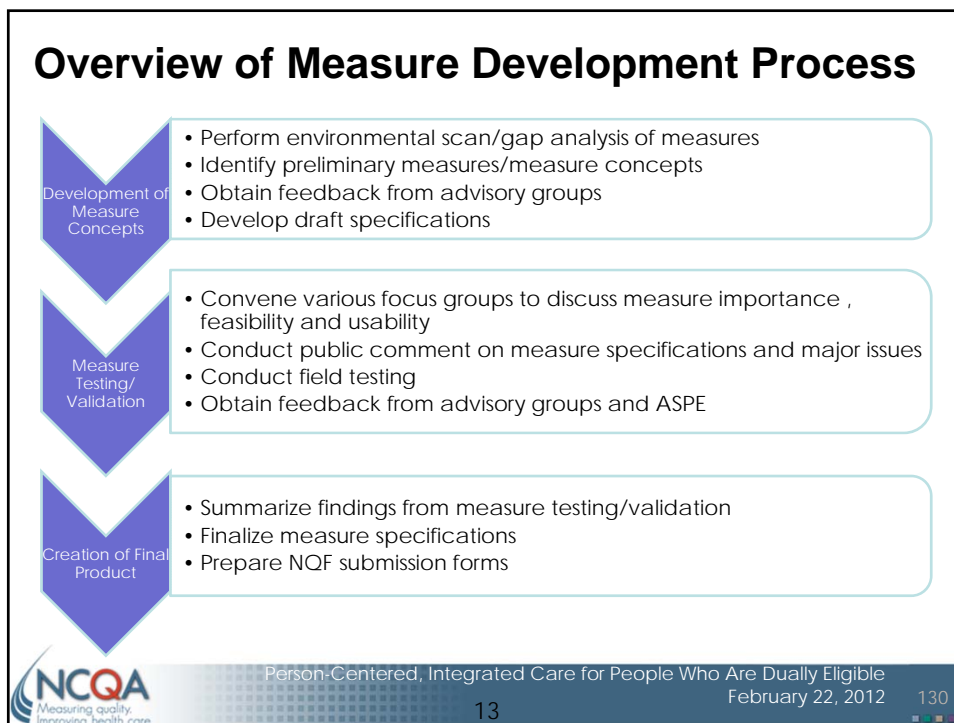 Overview of Measure Development Process
Development of
Measure
Concepts
• Perform environmental scan/gap analysis of measures
• Identify preliminary measures/measure concepts
• Obtain feedback from advisory groups
• Develop draft specifications
Measure
Testing/
Validation
• Convene various focus groups to discuss measure importance ,
feasibility and usability
• Conduct public comment on measure specifications and major issues
• Conduct field testing
• Obtain feedback from advisory groups and ASPE
Creation of Final
Product
• Summarize findings from measure testing/validation
• Finalize measure specifications
• Prepare NQF submission forms
NCQA
Measuring quality.
Improving health care.
Person-Centered, Integrated Care for People Who Are Dually Eligible
February 22, 2012
130
13